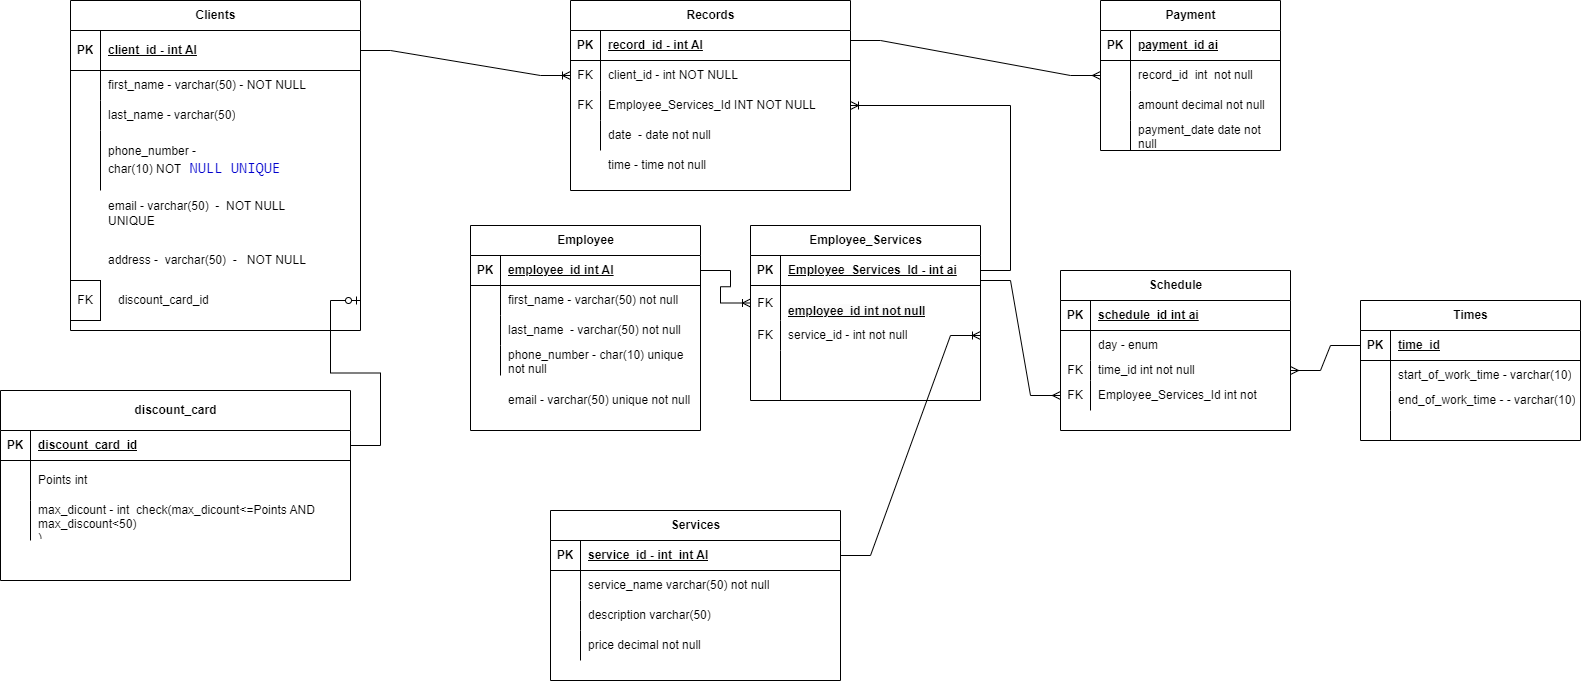 Clients
PK client_id - int AI
first_name - varchar(50) - NOT NULL
last_name - varchar(50)
phone_number -
char(10) NOT NULL UNIQUE
email - varchar(50) - NOT NULL
UNIQUE
address - varchar(50) - NOT NULL
FK discount_card_id
Records
PK record_id - int AI
FK client_id - int NOT NULL
FK Employee_Services_Id INT NOT NULL
date - date not null
time - time not null
Payment
PK payment_id ai
record_id int not null
amount decimal not null
payment_date date not
null
Employee
PK employee_id int AI
first_name - varchar(50) not null
last_name - varchar(50) not null
phone_number - char(10) unique
not null
email - varchar(50) unique not null
Employee_Services
PK Employee_Services_Id - int ai
FK employee_id int not null
FK service_id - int not null
Schedule
PK schedule_id int ai
day - enum
FK time_id int not null
FK Employee_Services_Id int not
Times
PK time_id
start_of_work_time - varchar(10)
end_of_work_time - - varchar(10)
discount_card
PK discount_card_id
Points int
max_dicount - int check(max_dicount<=Points AND
max_discount<50)
)
Services
PK service_id - int int AI
service_name varchar(50) not null
description varchar(50)
price decimal not null